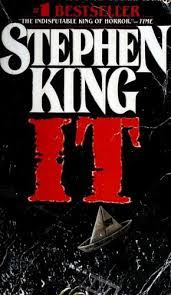 #1 BESTSELLER
"THE INDISPUTABLE KING OF HORROR." —TIME
STEPHEN
KING
IT